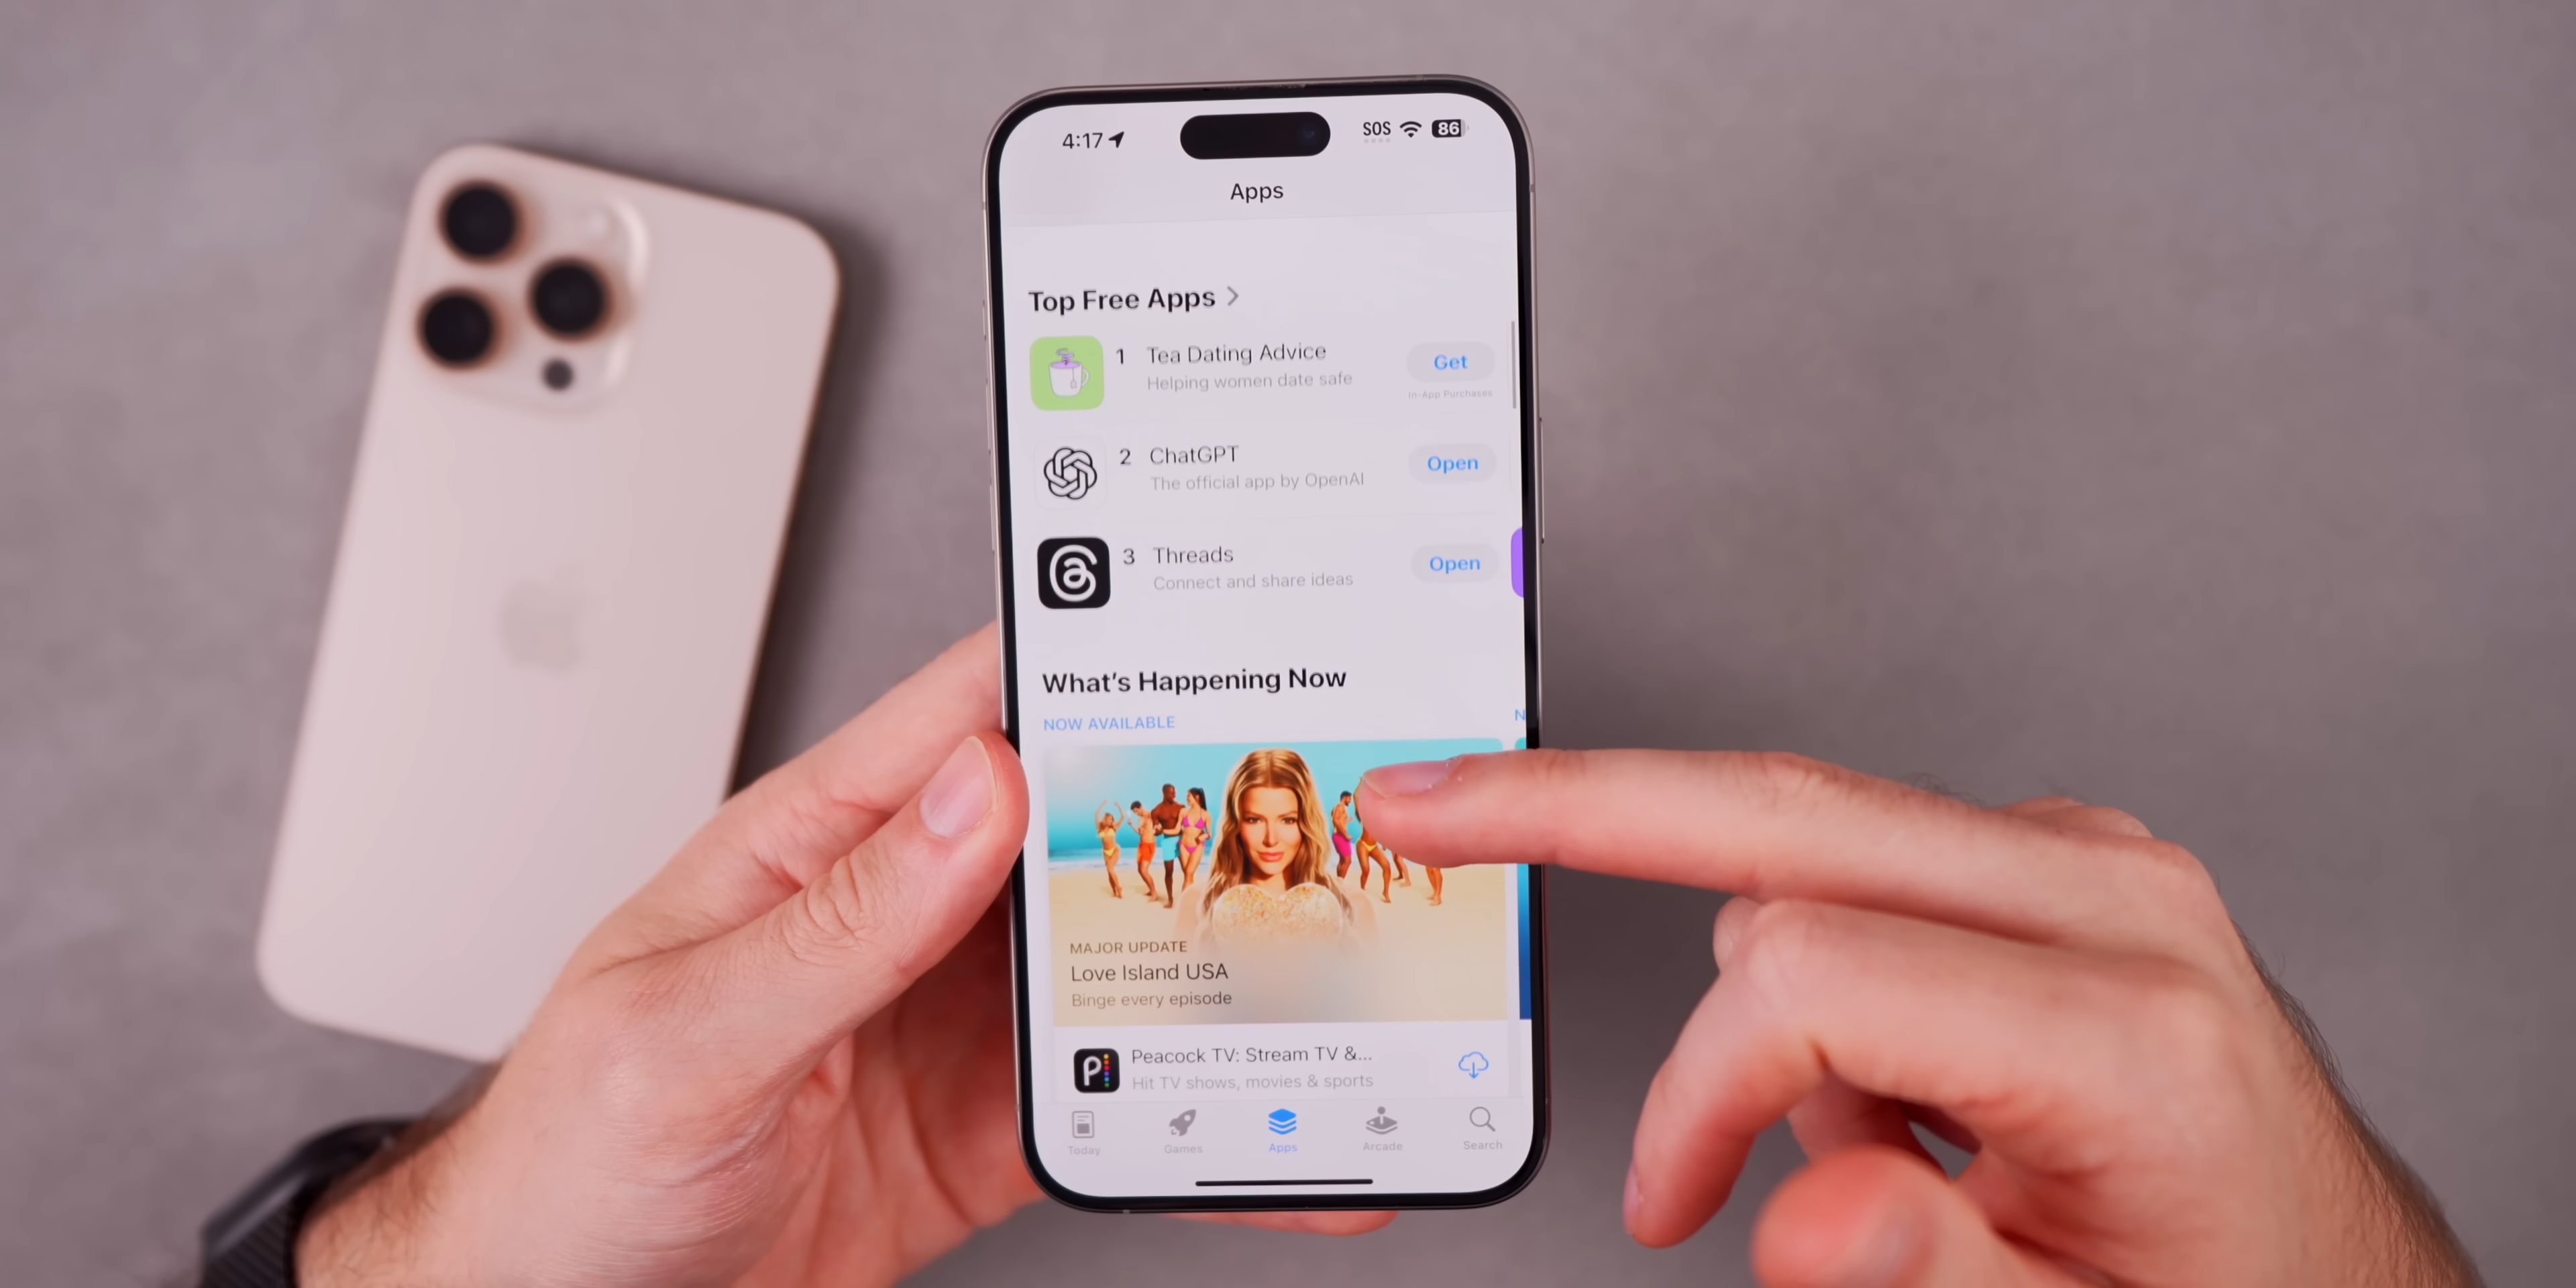 4:17
SOS
86
Apps
Top Free Apps
1 Tea Dating Advice
Helping women date safe
Get
In-App Purchases
2 ChatGPT
The official app by OpenAI
Open
3 Threads
Connect and share ideas
Open
What's Happening Now
NOW AVAILABLE
N
MAJOR UPDATE
Love Island USA
Binge every episode
Peacock TV: Stream TV &...
Hit TV shows, movies & sports
Today
Games
Apps
Arcade
Search